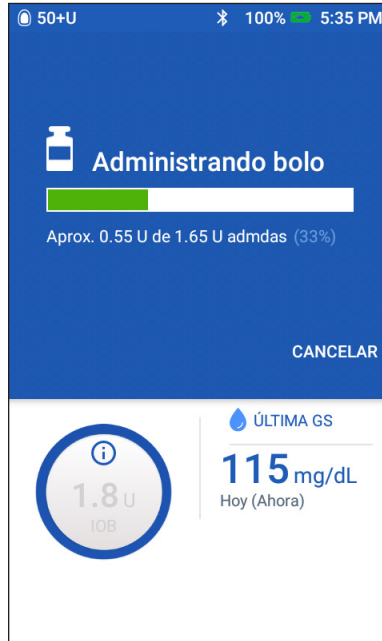 50+U 100% 5:35 PM
Administrando bolo
Aprox. 0.55 U de 1.65 U admdas (33%)
CANCELAR
ÚLTIMA GS
115 mg/dL
Hoy (Ahora)
1.8 U
IOB